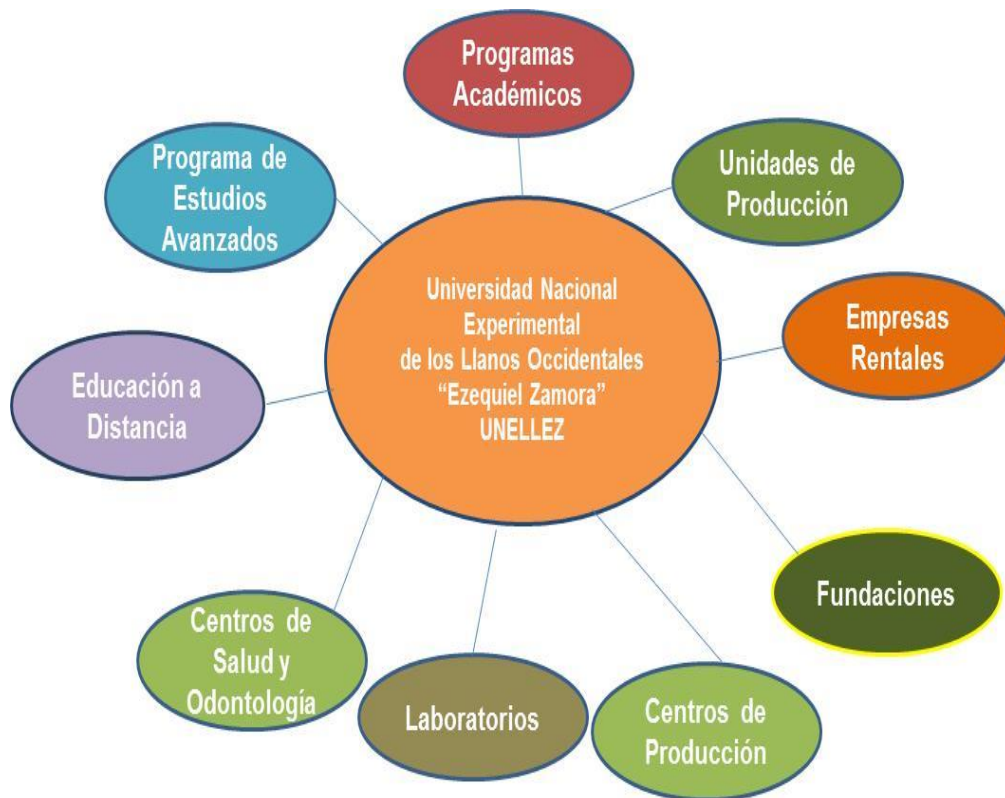 Programas
Académicos
Unidades de
Producción
Empresas
Rentales
Fundaciones
Centros de
Producción
Laboratorios
Centros de
Salud y
Odontología
Educación a
Distancia
Programa de
Estudios
Avanzados
Universidad Nacional
Experimental
de los Llanos Occidentales
“Ezequiel Zamora”
UNELLEZ